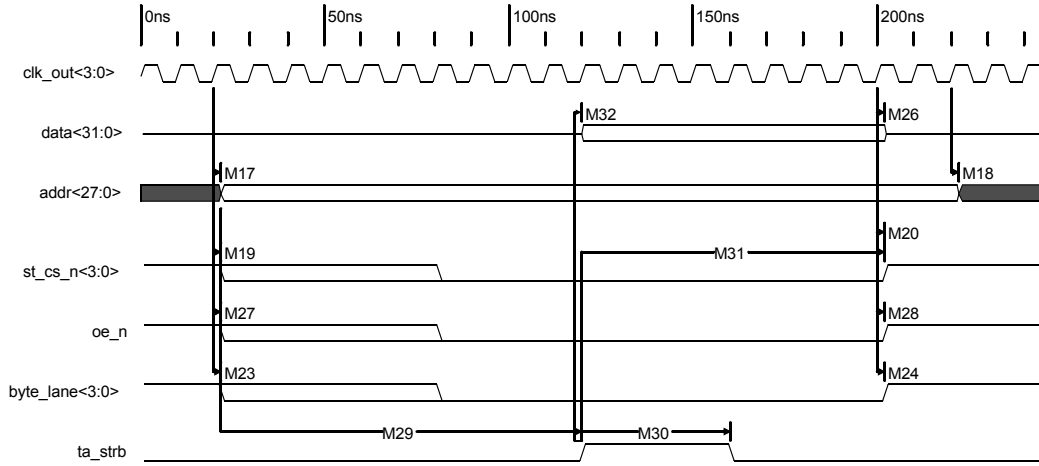 0ns 50ns 100ns 150ns 200ns
clk_out<3:0>
M32 M26
data<31:0>
M17 M18
addr<27:0>
M20
M19 M31
st_cs_n<3:0>
M27 M28
oe_n
M23 M24
byte_lane<3:0>
M29 M30
ta_strb